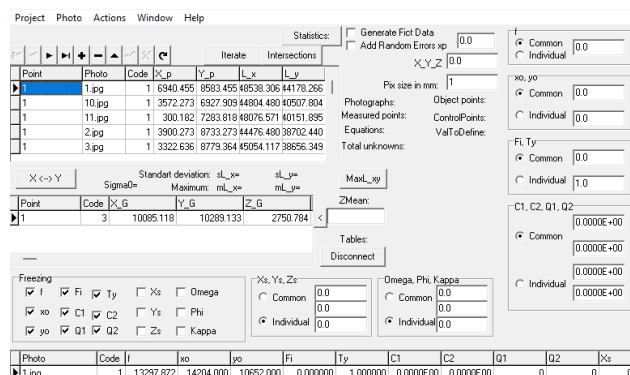 Project Photo Actions Window Help
Statistics:
Generate Fict Data
Add Random Errors xp 0.0
X_Y_Z 0.0
Iterate Intersections
Pix size in mm: 1
Point Photo Code X_p Y_p L_x L_y
1 1.jpg 1 6940.455 8583.455 48538.306 44178.266
10.jpg 1 3572.273 6927.909 44804.480 40507.804
11.jpg 1 300.182 7283.818 48076.571 40151.895
2.jpg 1 3900.273 8733.273 44476.480 38702.440
3.jpg 1 3322.636 8779.364 45054.117 38656.349
Photographs: Object points:
Measured points: ControlPoints:
Equations: ValToDefine:
Total unknowns:
X <--> Y
Standart deviation: sL_x= sL_y=
Sigma0= Maximum: mL_x= mL_y=
MaxL_xy
Point Code X_G Y_G Z_G
1 3 10085.118 10289.133 2750.784
<
ZMean:
Tables:
Disconnect
f
Common 0.0
Individual
xo, yo
Common 0.0
Individual 0.0
Fi, Ty
Common 0.0
Individual 1.0
C1, C2, Q1, Q2
0.0000E+00
Common 0.0000E+00
0.0000E+00
Individual 0.0000E+00
Freezing
f Fi Ty Xs Omega
xo C1 C2 Ys Phi
yo Q1 Q2 Zs Kappa
Xs, Ys, Zs
Common 0.0
0.0
Individual 0.0
Omega, Phi, Kappa
Common 0.0
0.0
Individual 0.0
Photo Code f xo yo Fi Ty C1 C2 Q1 Q2 Xs
1.jpg 1 13297.872 14204.000 10652.000 0.000000 1.000000 0.0000E00 0.0000E00 0 0